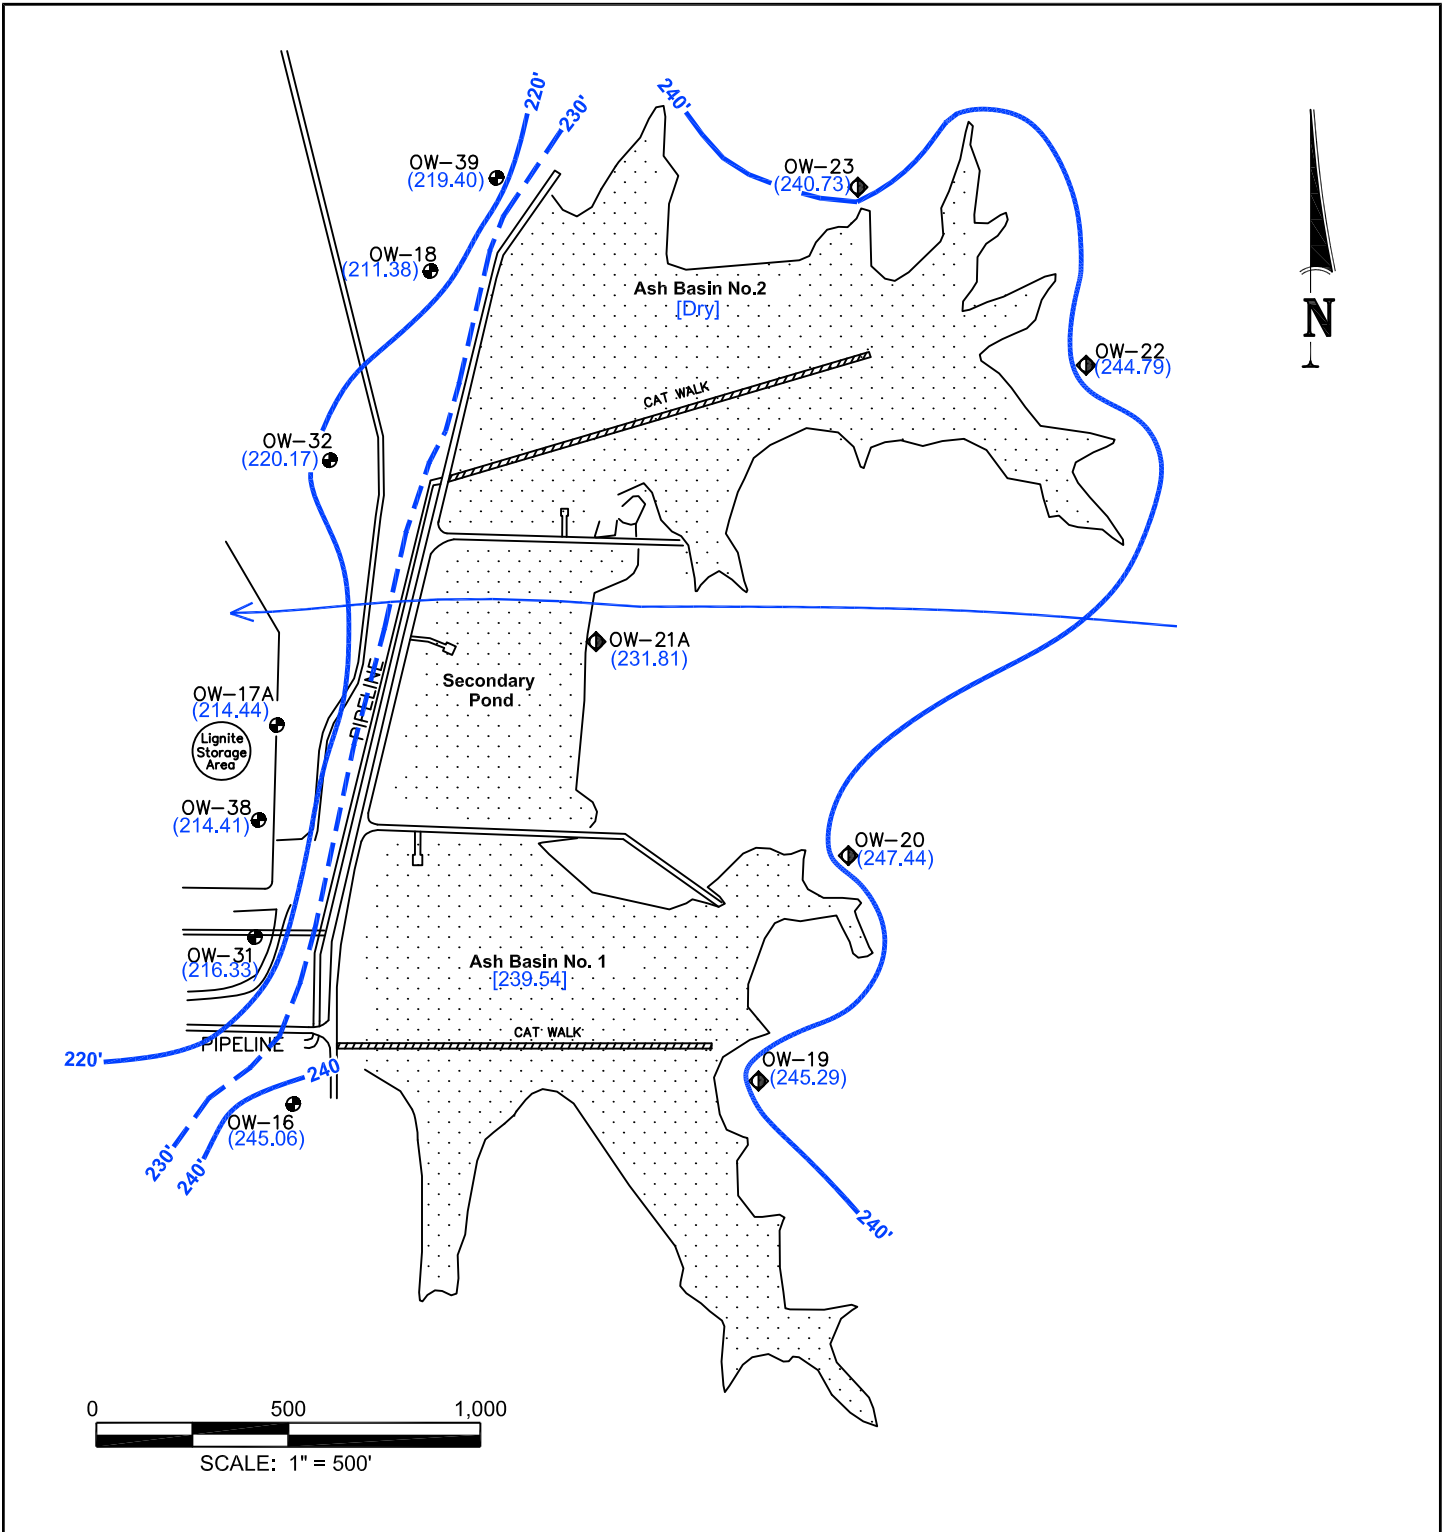 220'
230'
240'
OW-39
(219.40)
OW-23
(240.73)
OW-18
(211.38)
Ash Basin No.2
[Dry]
N
OW-22
(244.79)
CAT WALK
OW-32
(220.17)
OW-21A
(231.81)
PIPELINE
Secondary
Pond
OW-17A
(214.44)
Lignite
Storage
Area
OW-38
(214.41)
OW-20
(247.44)
OW-31
(216.33)
Ash Basin No. 1
[239.54]
CAT WALK
PIPELINE
220'
240
OW-19
(245.29)
OW-16
(245.06)
230'
240'
240'
0 500 1,000
SCALE: 1" = 500'